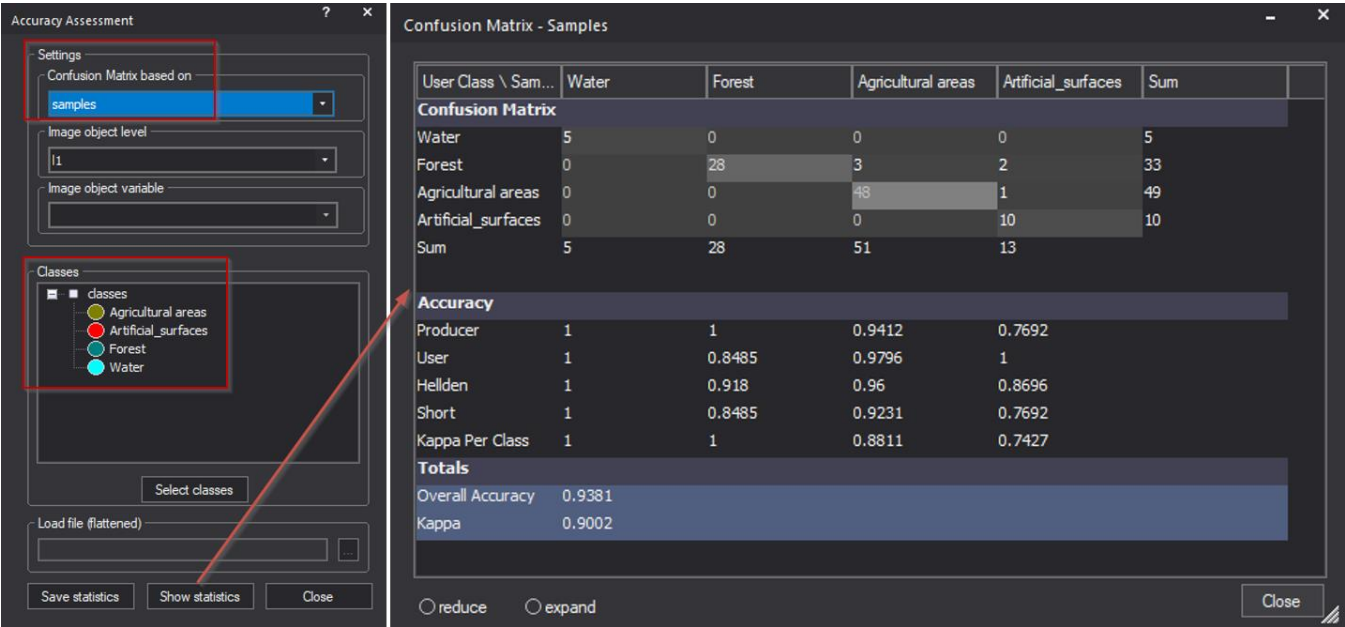 Accuracy Assessment ? ×
Settings
Confusion Matrix based on
samples
Image object level
l1
Image object variable
Classes
classes
Agricultural areas
Artificial_surfaces
Forest
Water
Select classes
Load file (flattened)
...
Save statistics Show statistics Close
Confusion Matrix - Samples
User Class \ Sam... Water Forest Agricultural areas Artificial_surfaces Sum
Confusion Matrix
Water 5 0 0 0 5
Forest 0 28 3 2 33
Agricultural areas 0 0 48 1 49
Artificial_surfaces 0 0 0 10 10
Sum 5 28 51 13
Accuracy
Producer 1 1 0.9412 0.7692
User 1 0.8485 0.9796 1
Hellden 1 0.918 0.96 0.8696
Short 1 0.8485 0.9231 0.7692
Kappa Per Class 1 1 0.8811 0.7427
Totals
Overall Accuracy 0.9381
Kappa 0.9002
reduce expand Close